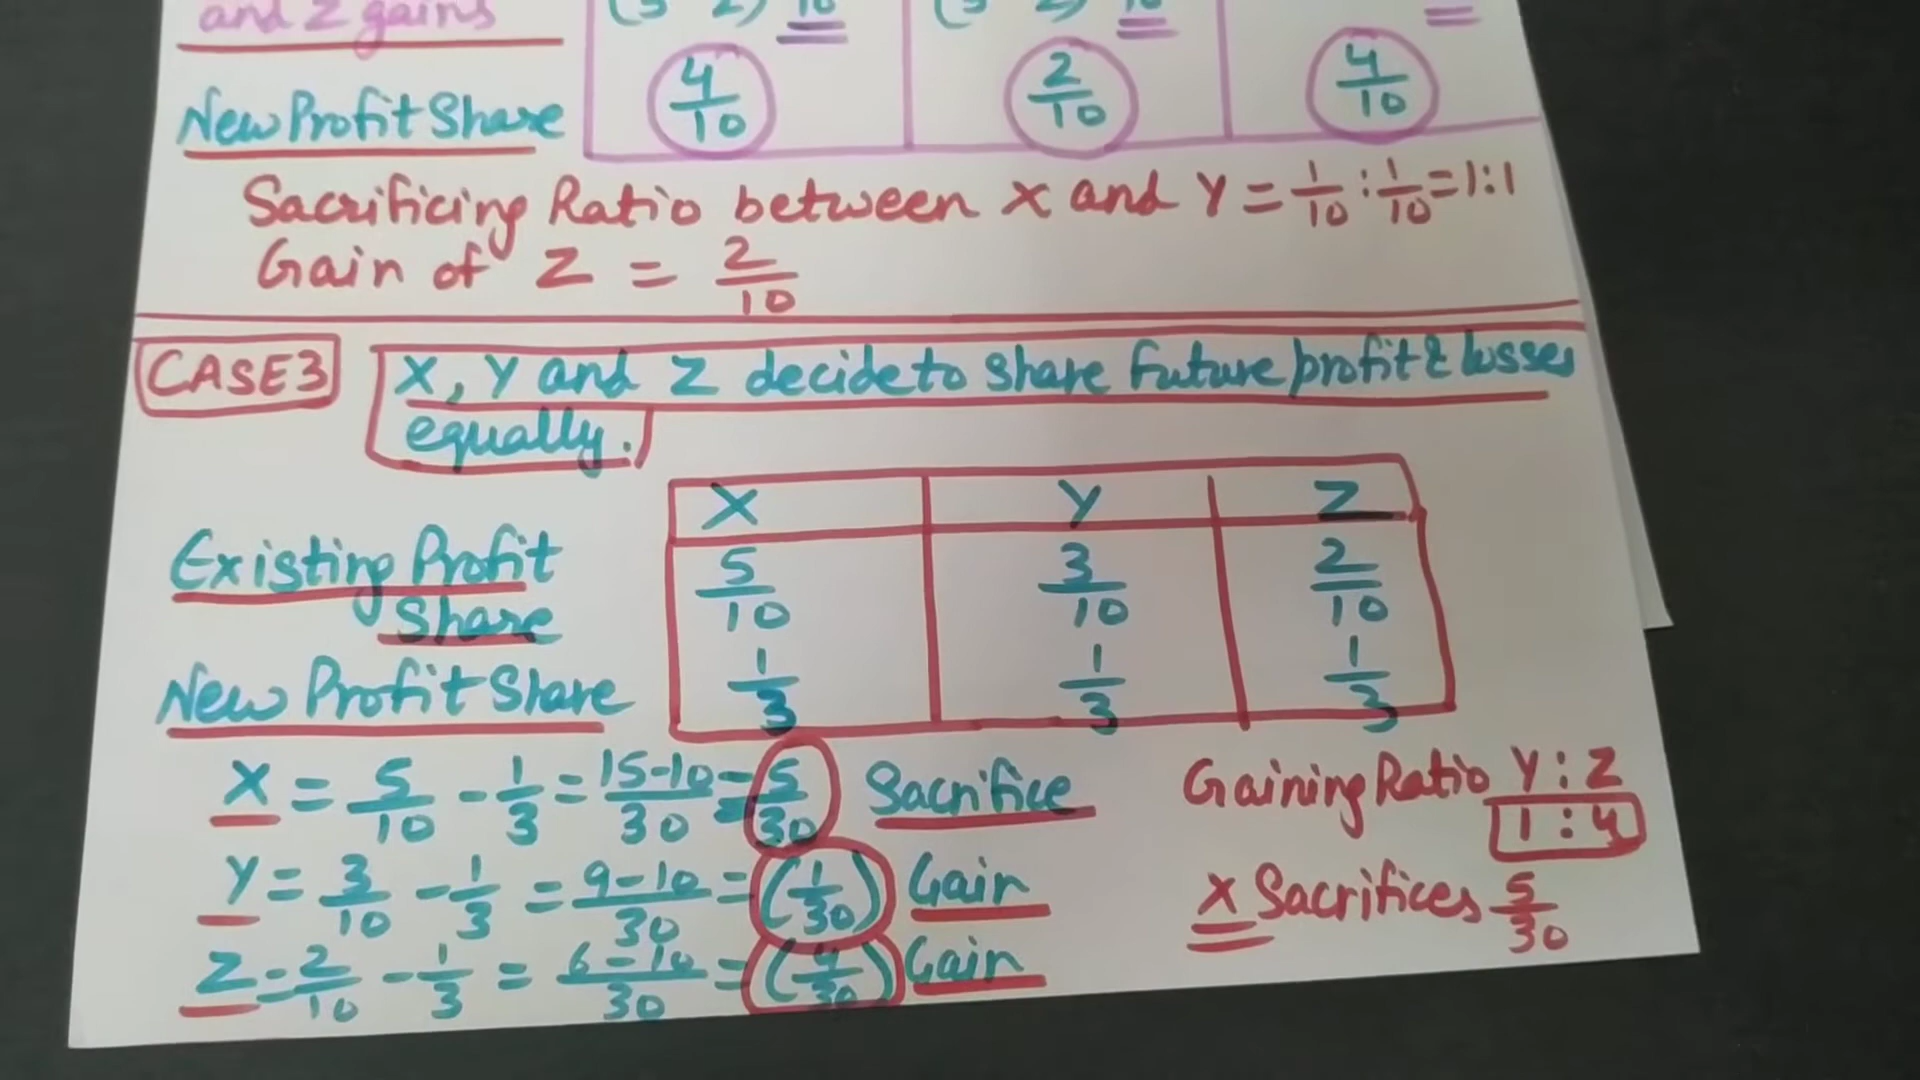 and Z gains
New Profit Share 4/10 2/10 4/10
Sacrificing Ratio between X and Y = 1/10 : 1/10 = 1:1
Gain of Z = 2/10
CASE 3 X, Y and Z decide to share future profit & losses
equally.
X Y Z
Existing Profit Share 5/10 3/10 2/10
New Profit Share 1/3 1/3 1/3
X = 5/10 - 1/3 = 15-10/30 = 5/30 Sacrifice
Gaining Ratio Y : Z
1 : 4
Y = 3/10 - 1/3 = 9-10/30 = (1/30) Gain
X Sacrifices 5/30
Z = 2/10 - 1/3 = 6-10/30 = (4/30) Gain